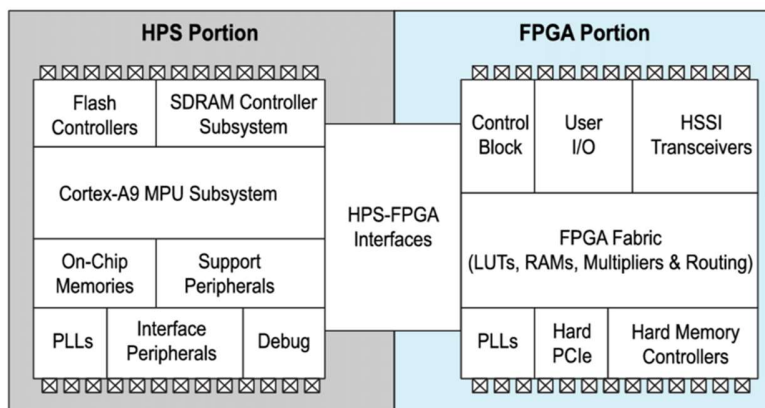 HPS Portion
FPGA Portion
Flash
Controllers
SDRAM Controller
Subsystem
Cortex-A9 MPU Subsystem
On-Chip
Memories
Support
Peripherals
PLLs
Interface
Peripherals
Debug
HPS-FPGA
Interfaces
Control
Block
User
I/O
HSSI
Transceivers
FPGA Fabric
(LUTs, RAMs, Multipliers & Routing)
PLLs
Hard
PCIe
Hard Memory
Controllers